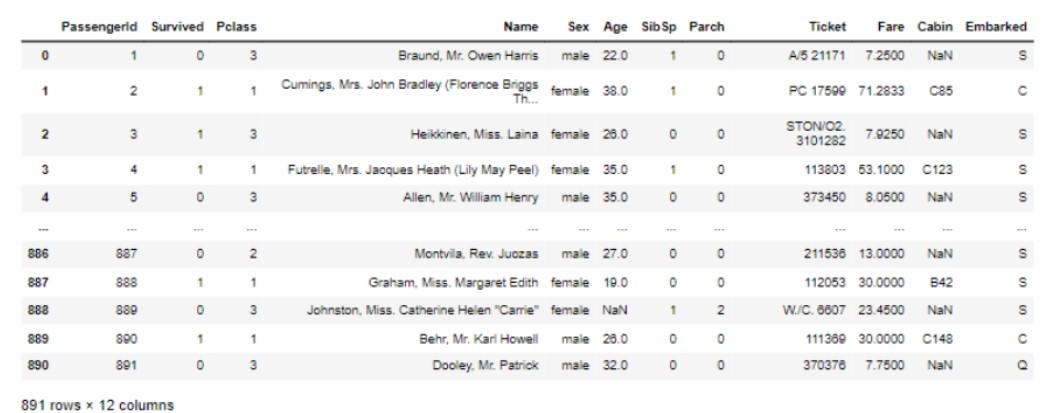 PassengerId Survived Pclass Name Sex Age SibSp Parch Ticket Fare Cabin Embarked
0 1 0 3 Braund, Mr. Owen Harris male 22.0 1 0 A/5 21171 7.2500 NaN S
1 2 1 1 Cumings, Mrs. John Bradley (Florence Briggs Th... female 38.0 1 0 PC 17599 71.2833 C85 C
2 3 1 3 Heikkinen, Miss. Laina female 26.0 0 0 STON/O2. 3101282 7.9250 NaN S
3 4 1 1 Futrelle, Mrs. Jacques Heath (Lily May Peel) female 35.0 1 0 113803 53.1000 C123 S
4 5 0 3 Allen, Mr. William Henry male 35.0 0 0 373450 8.0500 NaN S
... ... ... ... ... ... ... ... ... ... ... ... ...
886 887 0 2 Montvila, Rev. Juozas male 27.0 0 0 211536 13.0000 NaN S
887 888 1 1 Graham, Miss. Margaret Edith female 19.0 0 0 112053 30.0000 B42 S
888 889 0 3 Johnston, Miss. Catherine Helen "Carrie" female NaN 1 2 W./C. 6607 23.4500 NaN S
889 890 1 1 Behr, Mr. Karl Howell male 26.0 0 0 111369 30.0000 C148 C
890 891 0 3 Dooley, Mr. Patrick male 32.0 0 0 370376 7.7500 NaN Q
891 rows × 12 columns